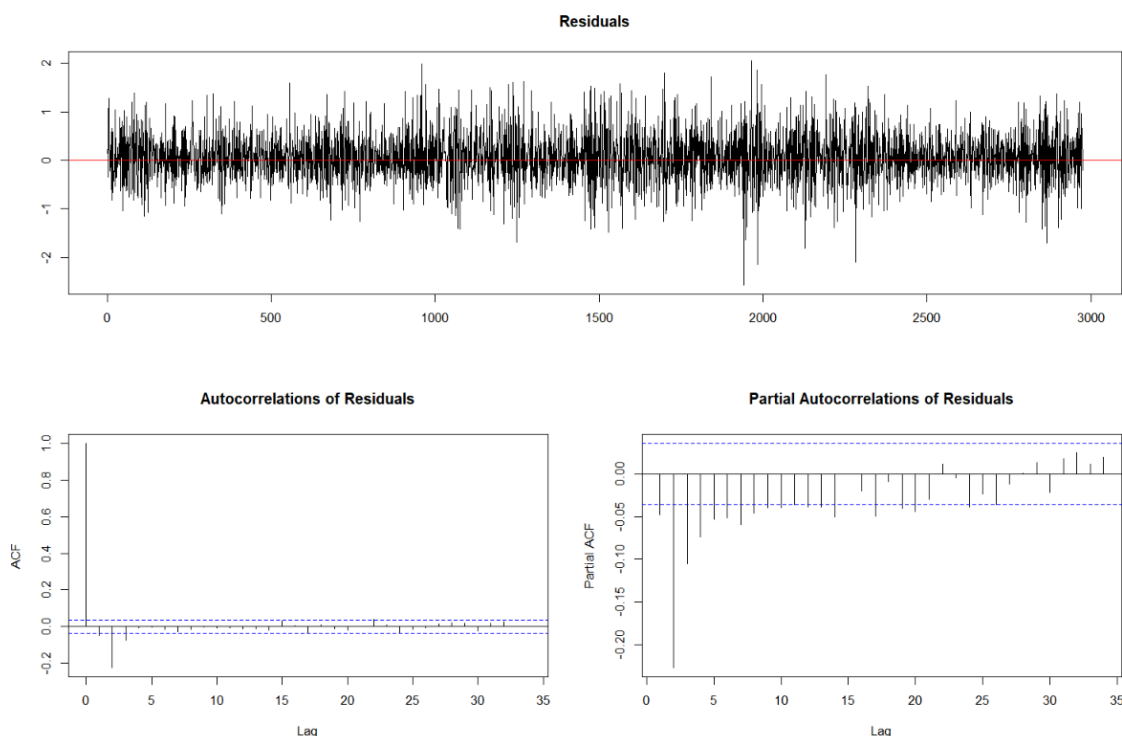 Residuals
2
1
0
-1
-2
0 500 1000 1500 2000 2500 3000
Autocorrelations of Residuals
ACF
1.0
0.8
0.6
0.4
0.2
0.0
-0.2
0 5 10 15 20 25 30 35
Lag
Partial Autocorrelations of Residuals
Partial ACF
0.00
-0.05
-0.10
-0.15
-0.20
0 5 10 15 20 25 30 35
Lag